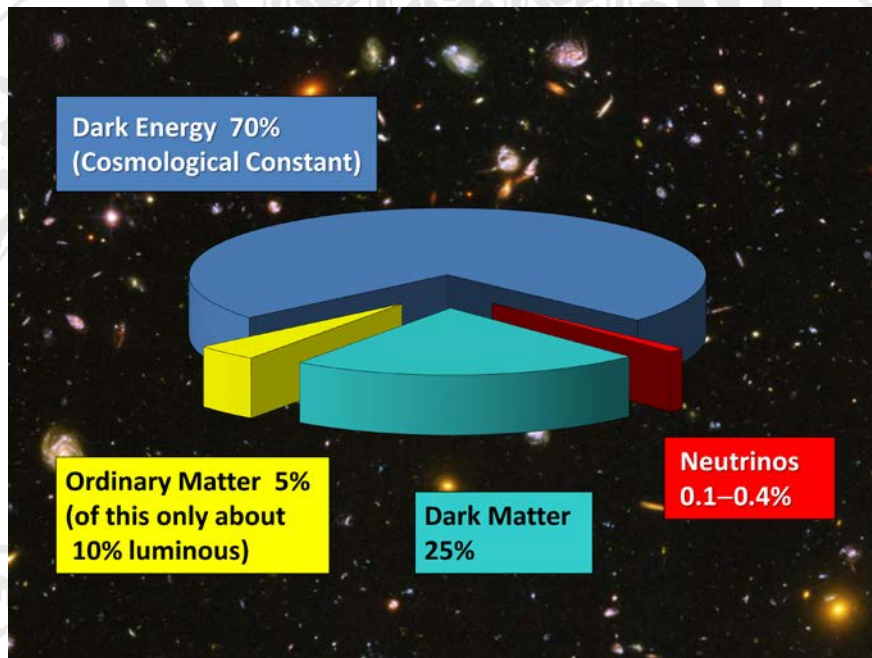 Dark Energy 70%
(Cosmological Constant)
Ordinary Matter 5%
(of this only about
10% luminous)
Dark Matter
25%
Neutrinos
0.1–0.4%